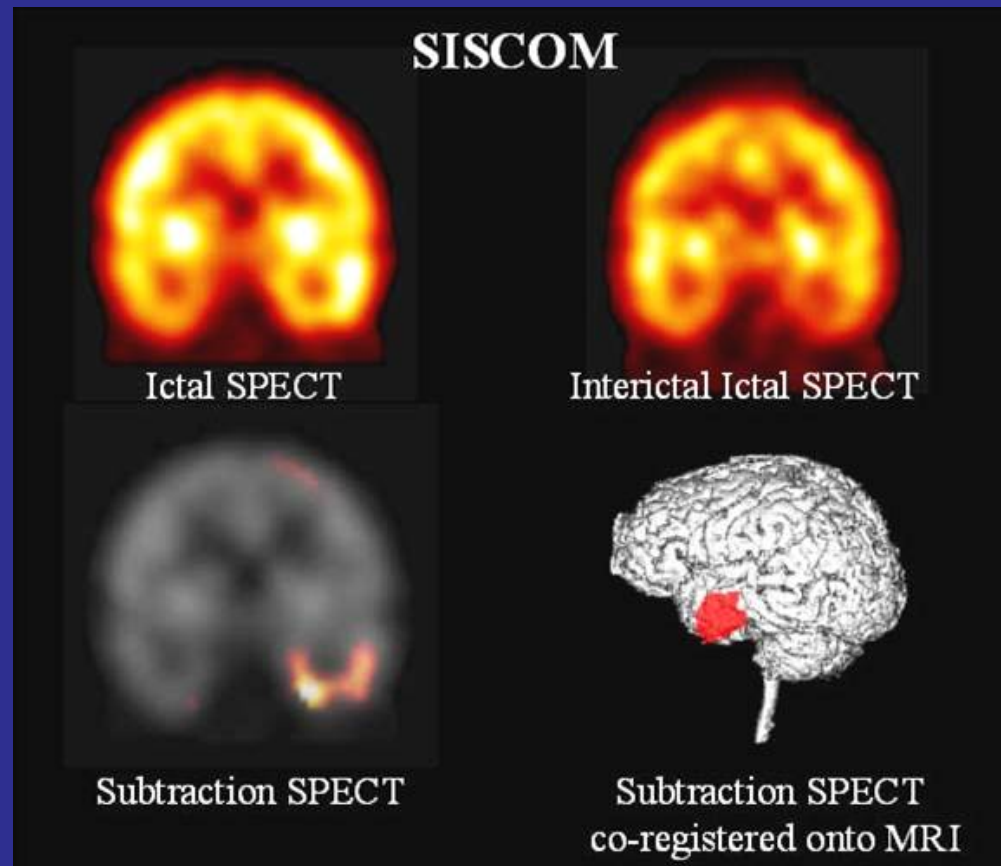 SISCOM
Ictal SPECT
Interictal Ictal SPECT
Subtraction SPECT
Subtraction SPECT
co-registered onto MRI